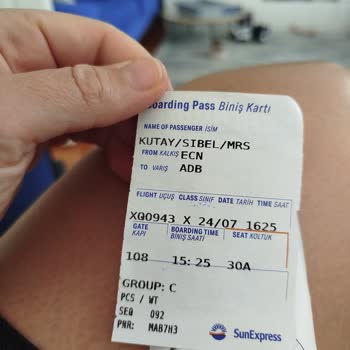 Boarding Pass Biniş Kartı
NAME OF PASSENGER İSİM
KUTAY/SIBEL/MRS
FROM KALKIŞ ECN
TO VARIŞ ADB
FLIGHT UÇUŞ CLASS SINIF DATE TARİH TIME SAAT
XQ0943 X 24/07 1625
GATE KAPI BOARDING TIME BİNİŞ SAATİ SEAT KOLTUK
108 15:25 30A
GROUP: C
PCS / WT
SEQ 092
PNR: MAB7H3
SunExpress